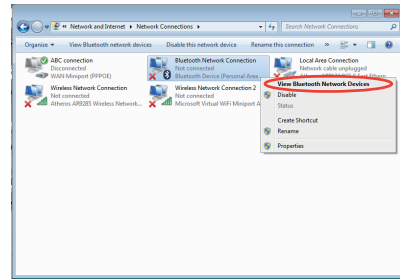 Network and Internet Network Connections
Search Network Connections
Organize View Bluetooth network devices Disable this network device Rename this connection »
ABC connection
Disconnected
WAN Miniport (PPPOE)
Bluetooth Network Connection
Not connected
Bluetooth Device (Personal Area ...
Local Area Connection
Network cable unplugged
Wireless Network Connection
Not connected
Atheros AR9285 Wireless Network...
Wireless Network Connection 2
Not connected
Microsoft Virtual WiFi Miniport A
View Bluetooth Network Devices
Disable
Status
Create Shortcut
Rename
Properties